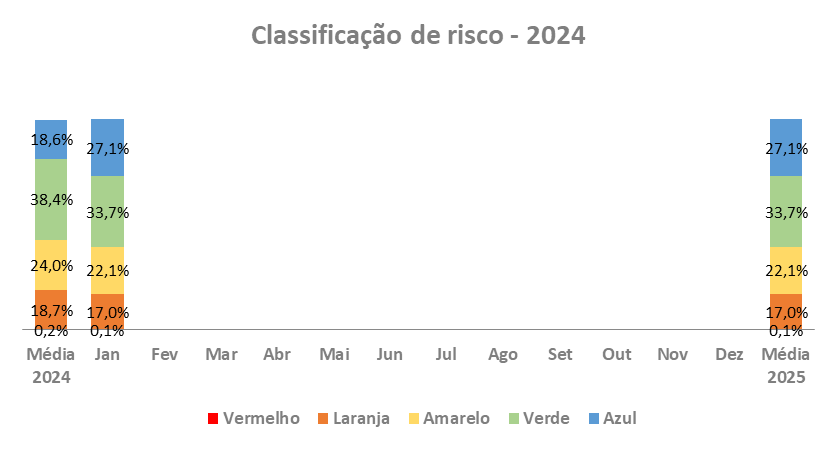 Classificação de risco - 2024
18,6% 27,1% 27,1%
38,4% 33,7% 33,7%
24,0% 22,1% 22,1%
18,7% 17,0% 17,0%
0,2% 0,1% 0,1%
Média Jan Fev Mar Abr Mai Jun Jul Ago Set Out Nov Dez Média
2024 2025
Vermelho Laranja Amarelo Verde Azul